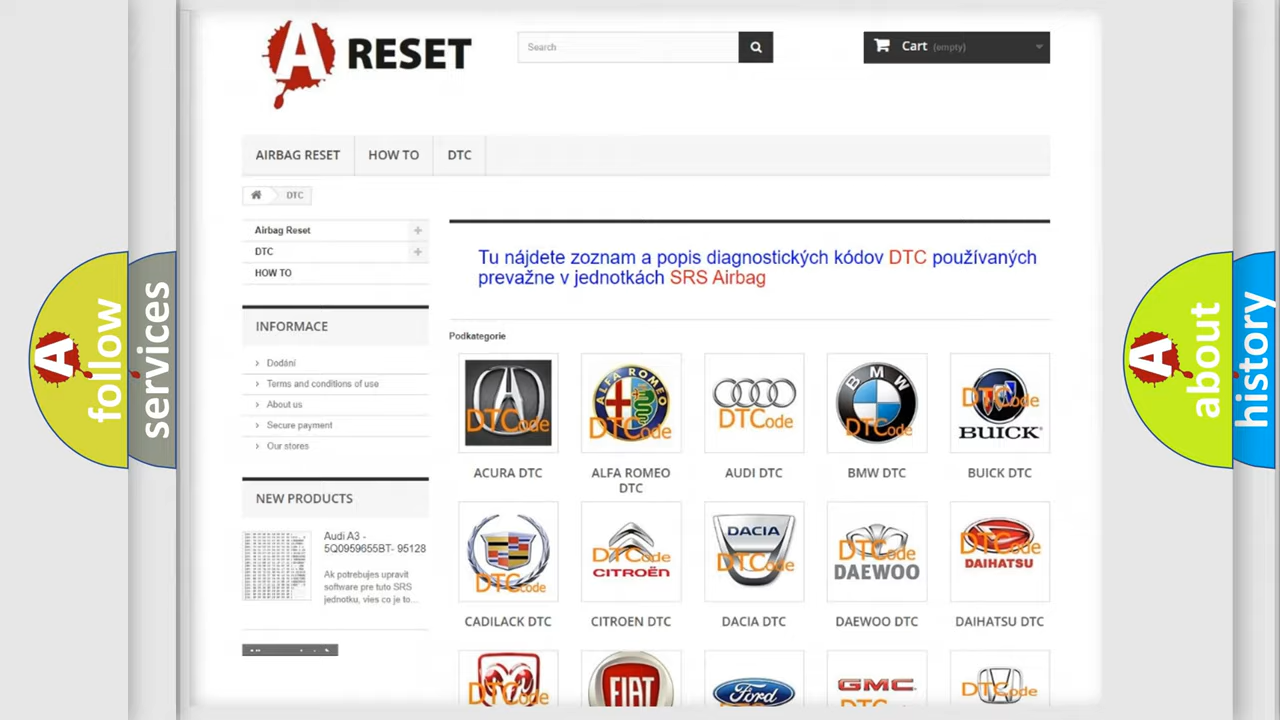 A RESET
Search
Cart (empty)
AIRBAG RESET
HOW TO
DTC
DTC
Airbag Reset
DTC
HOW TO
INFORMACE
Dodání
Terms and conditions of use
About us
Secure payment
Our stores
NEW PRODUCTS
Audi A3 -
5Q0959655BT- 95128
Ak potrebujes upravit
software pre tuto SRS
jednotku, vies co je to...
Tu nájdete zoznam a popis diagnostických kódov DTC používaných
prevažne v jednotkách SRS Airbag
Podkategorie
DTCode
ALFA ROMEO
DTCode
DTCode
BMW
DTCode
DTCode
BUICK
ACURA DTC
ALFA ROMEO
DTC
AUDI DTC
BMW DTC
BUICK DTC
DTCode
DTCode
CITROËN
DACIA
DTCode
DTCode
DAEWOO
DTCode
DAIHATSU
CADILACK DTC
CITROEN DTC
DACIA DTC
DAEWOO DTC
DAIHATSU DTC
DTCode
FIAT
Ford
GMC
DTCode
A follow
services
A about
history